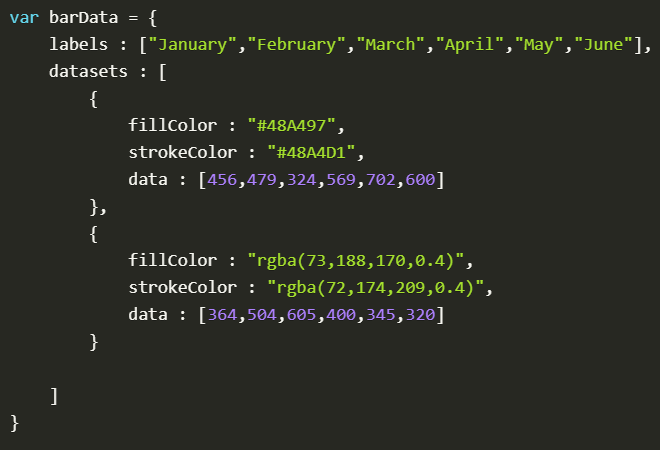 var barData = {
    labels : ["January","February","March","April","May","June"],
    datasets : [
        {
            fillColor : "#48A497",
            strokeColor : "#48A4D1",
            data : [456,479,324,569,702,600]
        },
        {
            fillColor : "rgba(73,188,170,0.4)",
            strokeColor : "rgba(72,174,209,0.4)",
            data : [364,504,605,400,345,320]
        }

    ]
}